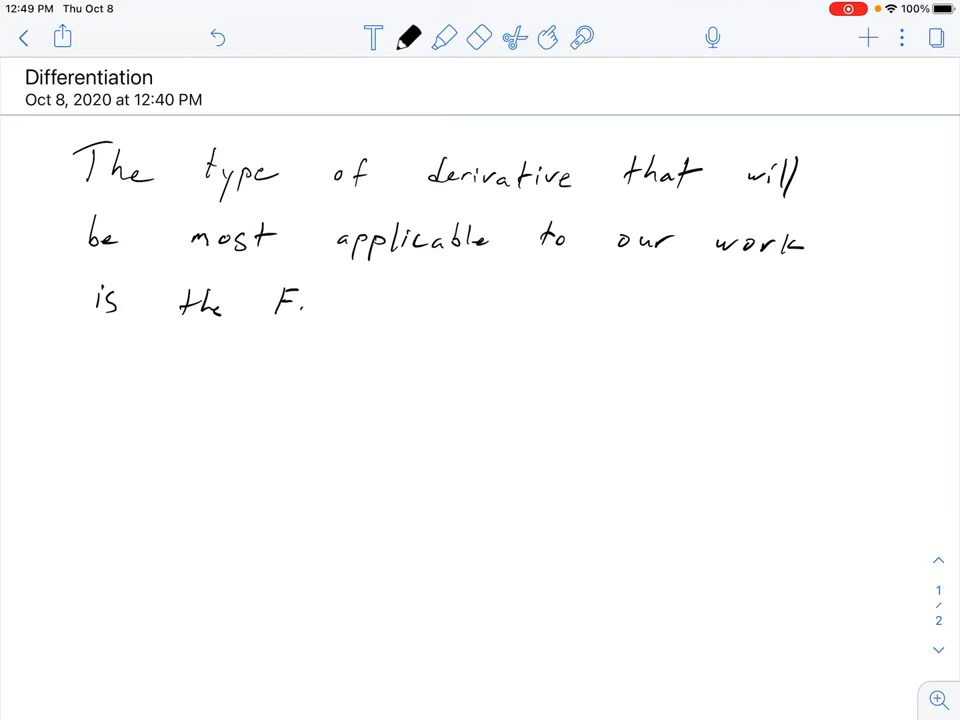 12:49 PM Thu Oct 8 100%
Differentiation
Oct 8, 2020 at 12:40 PM
The type of derivative that will
be most applicable to our work
is the F.
1
/
2